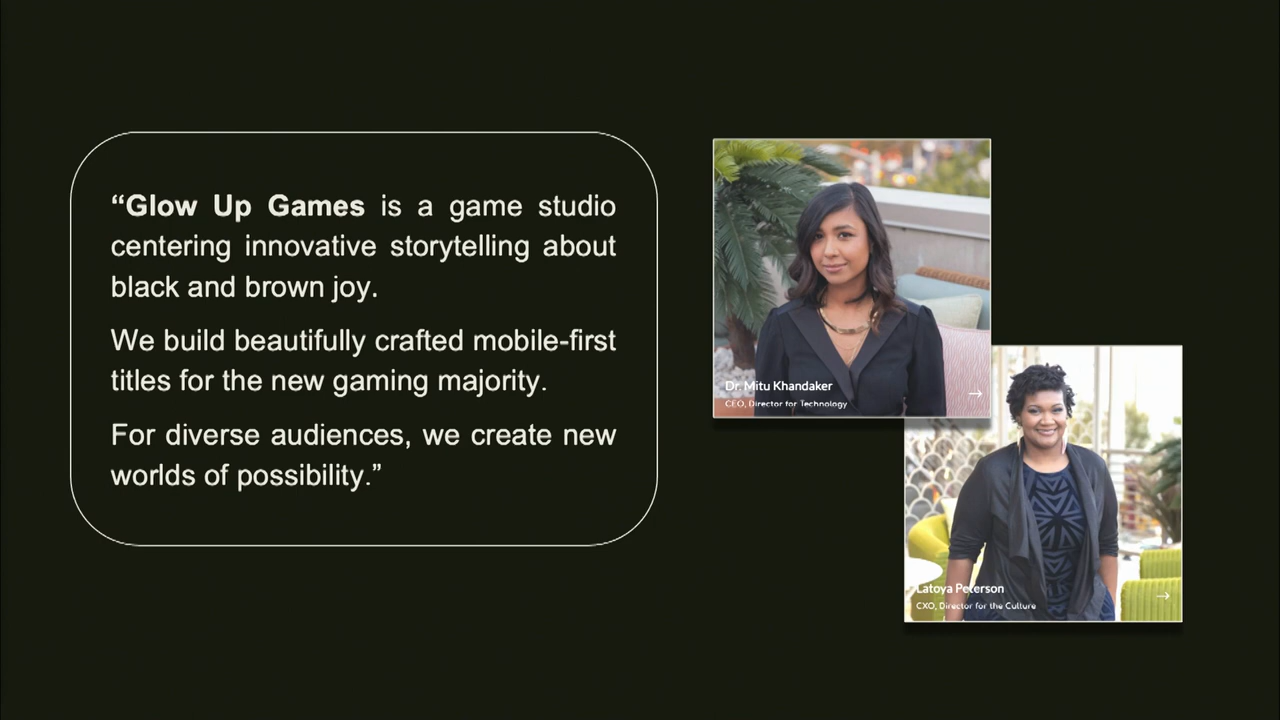 “Glow Up Games is a game studio
centering innovative storytelling about
black and brown joy.
We build beautifully crafted mobile-first
titles for the new gaming majority.
For diverse audiences, we create new
worlds of possibility.”
Dr. Mitu Khandaker
CEO, Director for Technology
→
Latoya Peterson
CXO, Director for the Culture
→